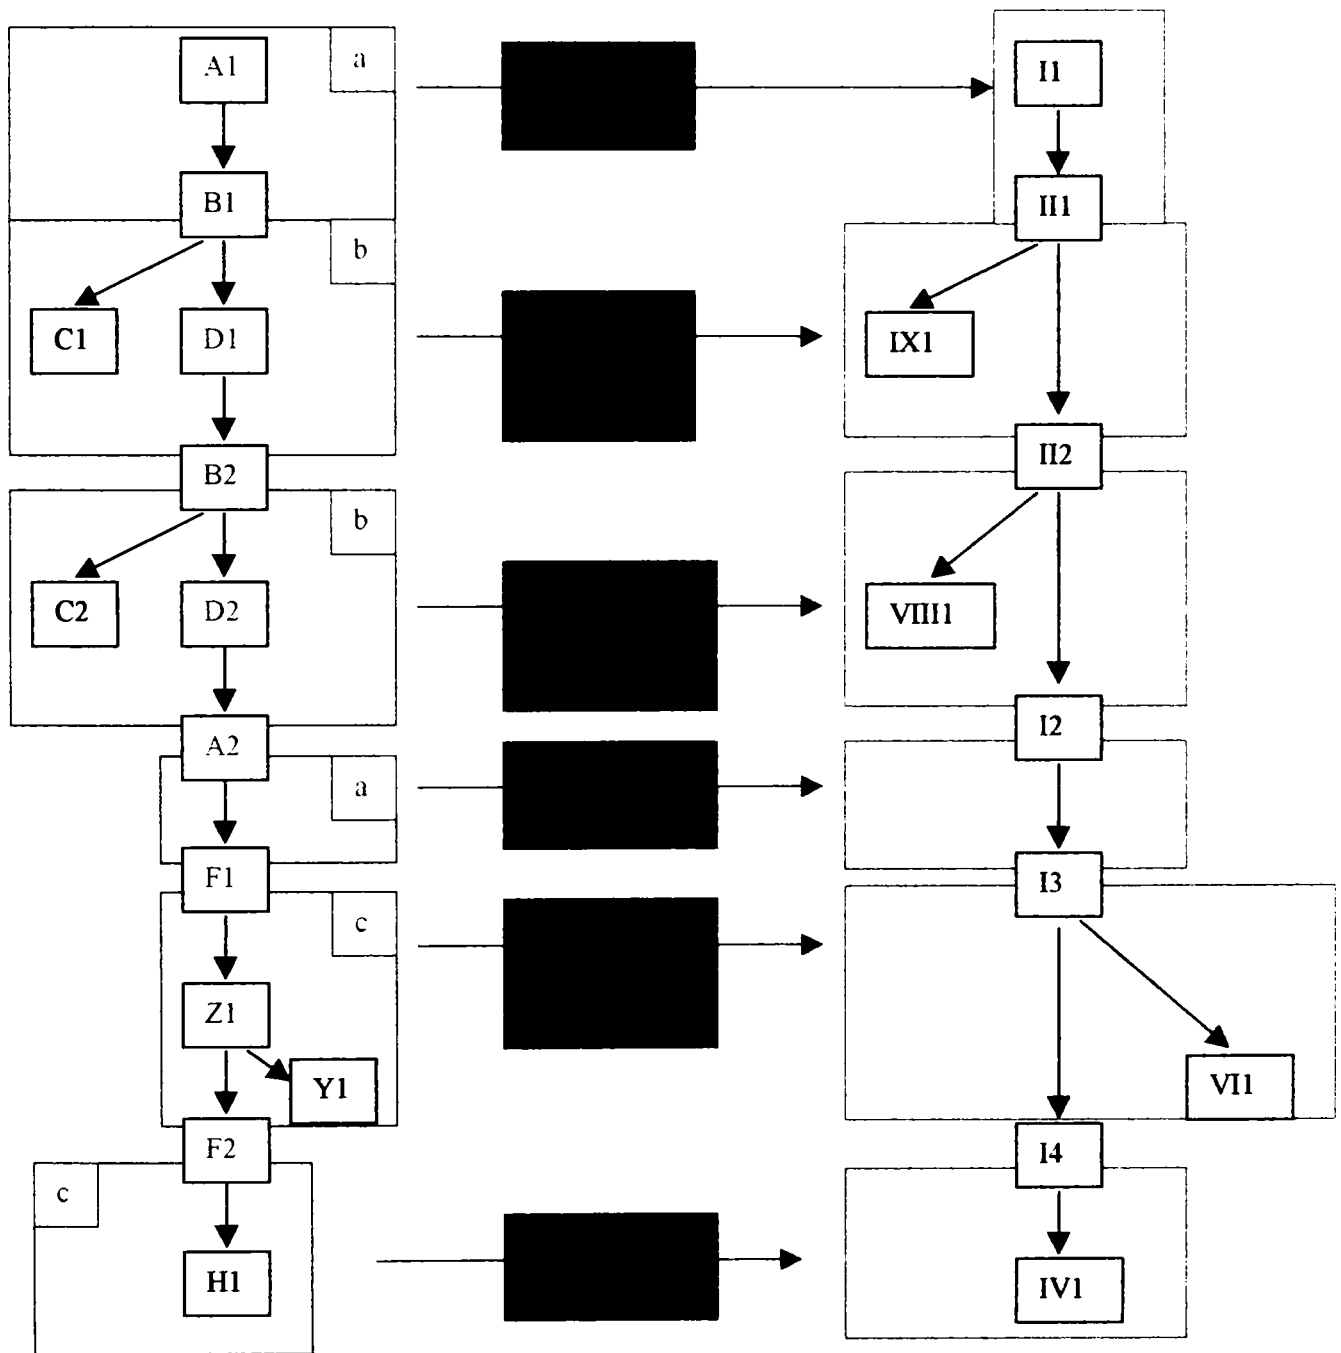 A1 a I1
B1 II1
b
C1 D1 IX1
B2 II2
b
C2 D2 VIII1
A2 I2
a
F1 I3
c
Z1
Y1 VI1
F2 I4
c
H1 IV1